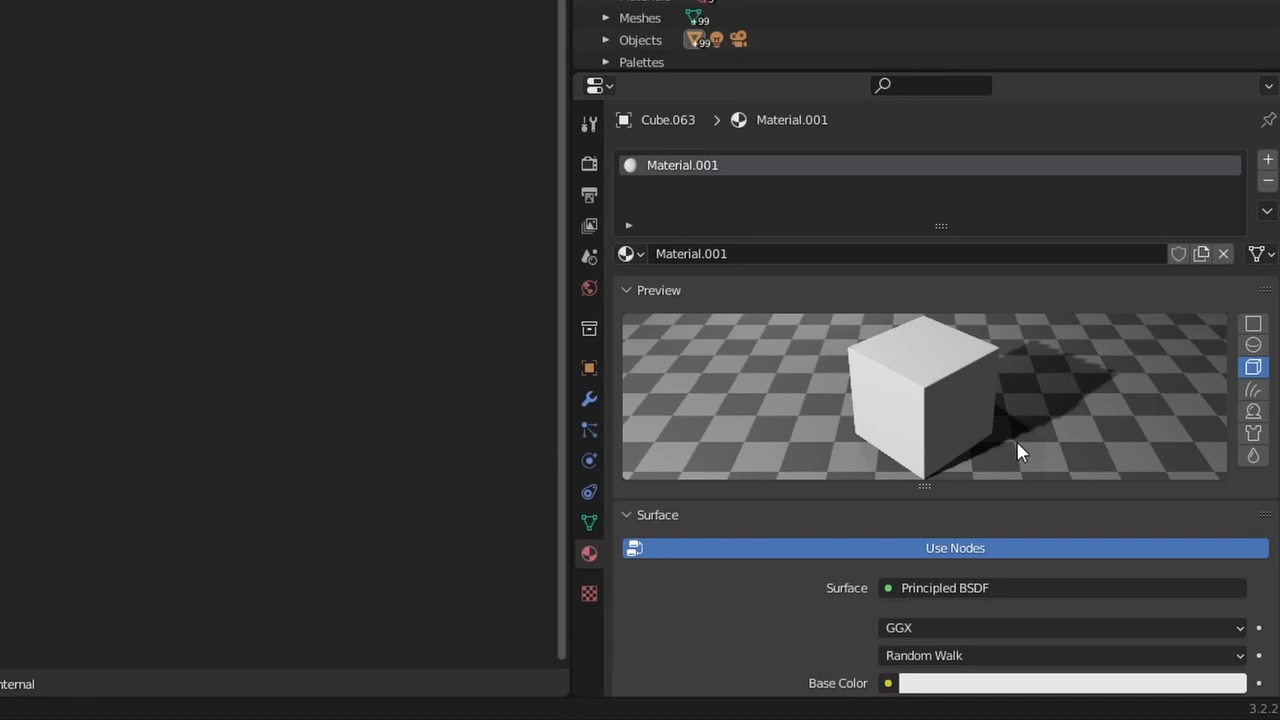 Meshes +99
Objects +99
Palettes
Cube.063 > Material.001
Material.001
Material.001
Preview
Surface
Use Nodes
Surface Principled BSDF
GGX
Random Walk
Base Color
nternal
3.2.2